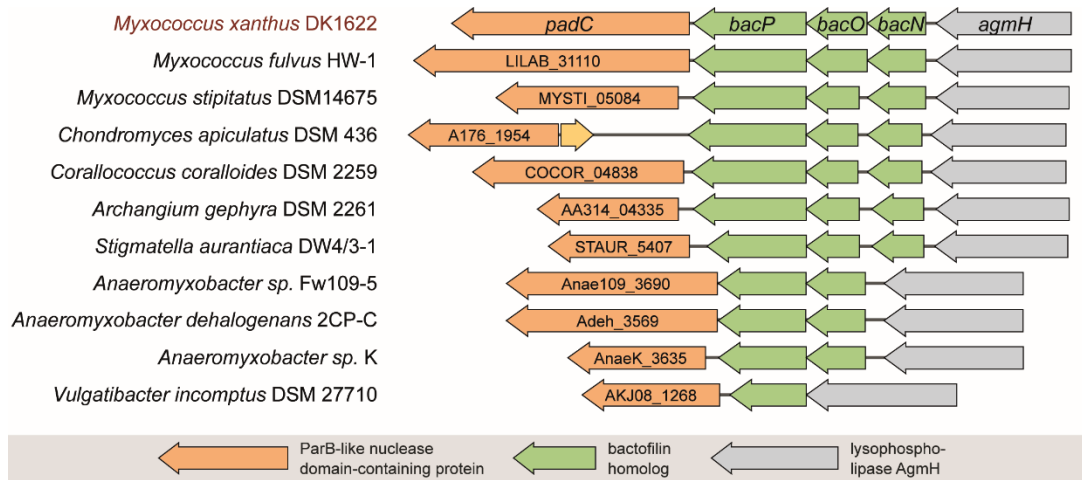 Myxococcus xanthus DK1622 padC bacP bacO bacN agmH
Myxococcus fulvus HW-1 LILAB_31110
Myxococcus stipitatus DSM14675 MYSTI_05084
Chondromyces apiculatus DSM 436 A176_1954
Corallococcus coralloides DSM 2259 COCOR_04838
Archangium gephyra DSM 2261 AA314_04335
Stigmatella aurantiaca DW4/3-1 STAUR_5407
Anaeromyxobacter sp. Fw109-5 Anae109_3690
Anaeromyxobacter dehalogenans 2CP-C Adeh_3569
Anaeromyxobacter sp. K AnaeK_3635
Vulgatibacter incomptus DSM 27710 AKJ08_1268
ParB-like nuclease
domain-containing protein
bactofilin
homolog
lysophospho-
lipase AgmH